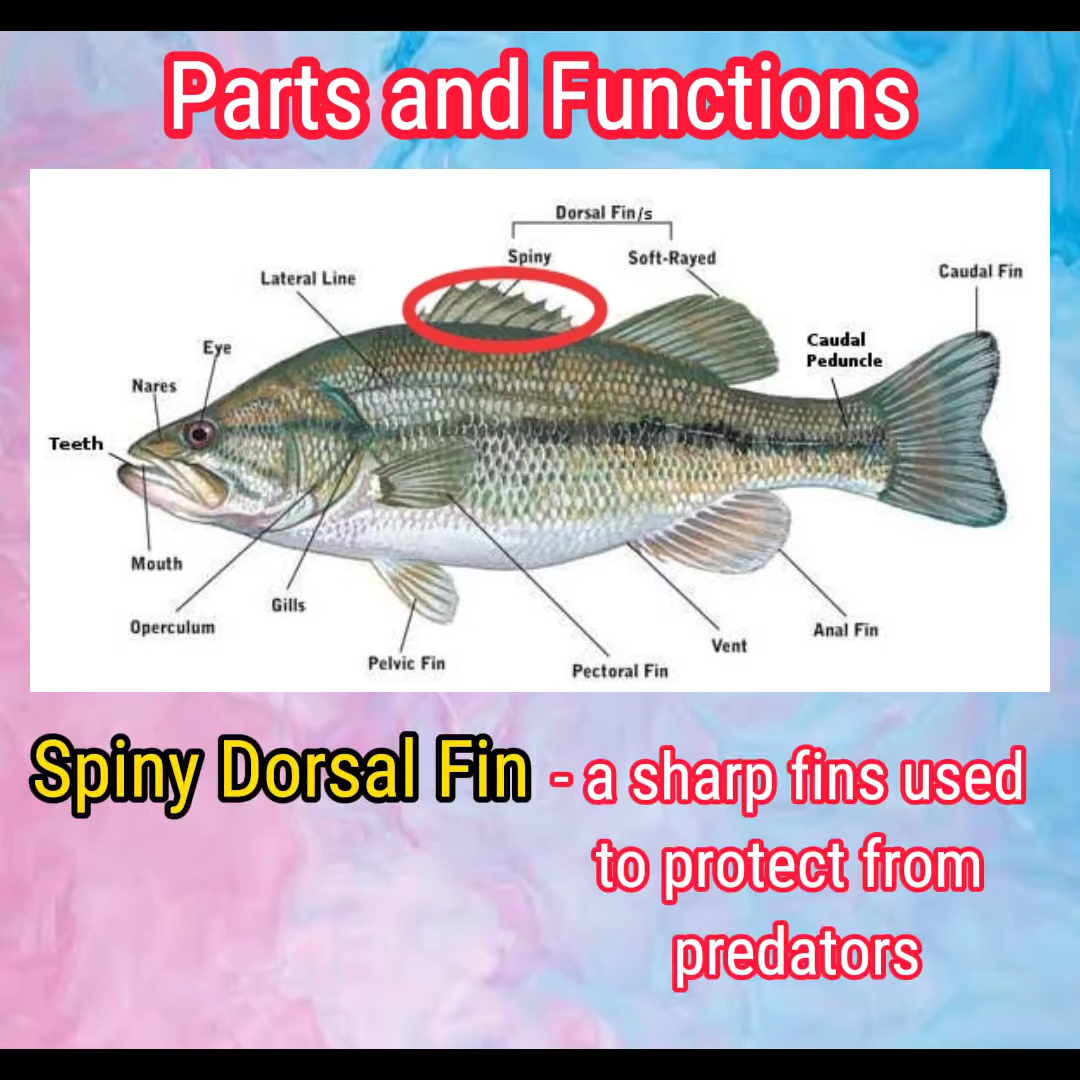 Parts and Functions
Dorsal Fin/s
Spiny
Soft-Rayed
Lateral Line
Caudal Fin
Eye
Caudal
Peduncle
Nares
Teeth
Mouth
Gills
Operculum
Pelvic Fin
Pectoral Fin
Vent
Anal Fin
Spiny Dorsal Fin - a sharp fins used
to protect from
predators